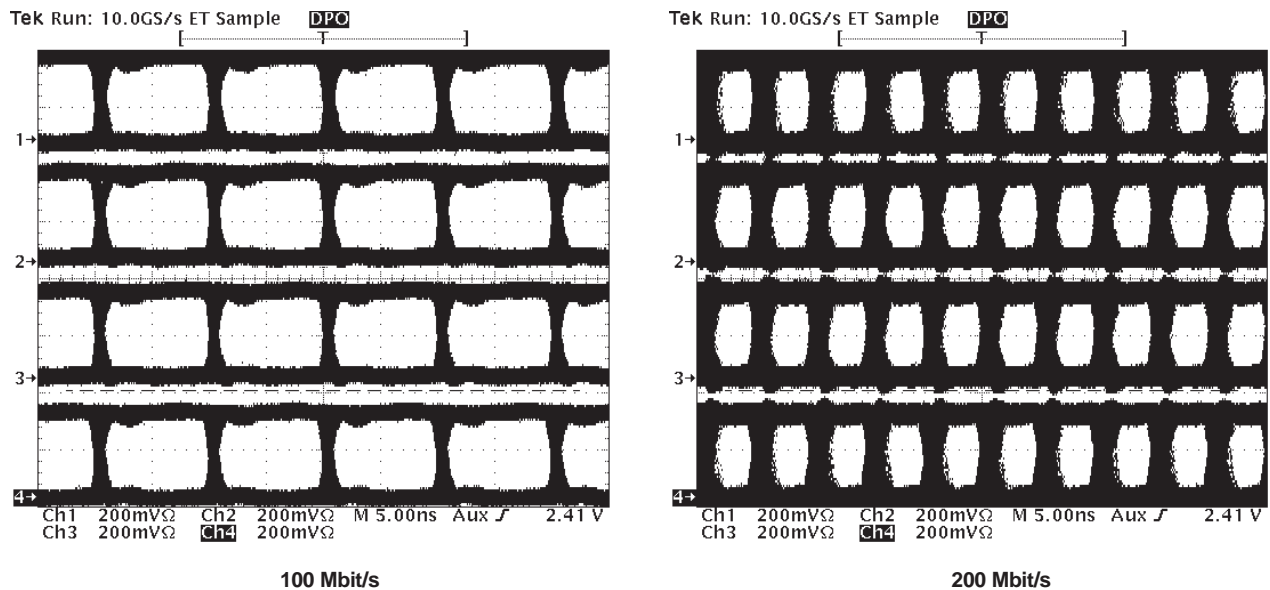 Tek Run: 10.0GS/s ET Sample DPO
[ T ]
1→
2→
3→
4→
Ch1 200mVΩ Ch2 200mVΩ M 5.00ns Aux ƒ 2.41 V
Ch3 200mVΩ Ch4 200mVΩ
100 Mbit/s
Tek Run: 10.0GS/s ET Sample DPO
[ T ]
1→
2→
3→
4→
Ch1 200mVΩ Ch2 200mVΩ M 5.00ns Aux ƒ 2.41 V
Ch3 200mVΩ Ch4 200mVΩ
200 Mbit/s